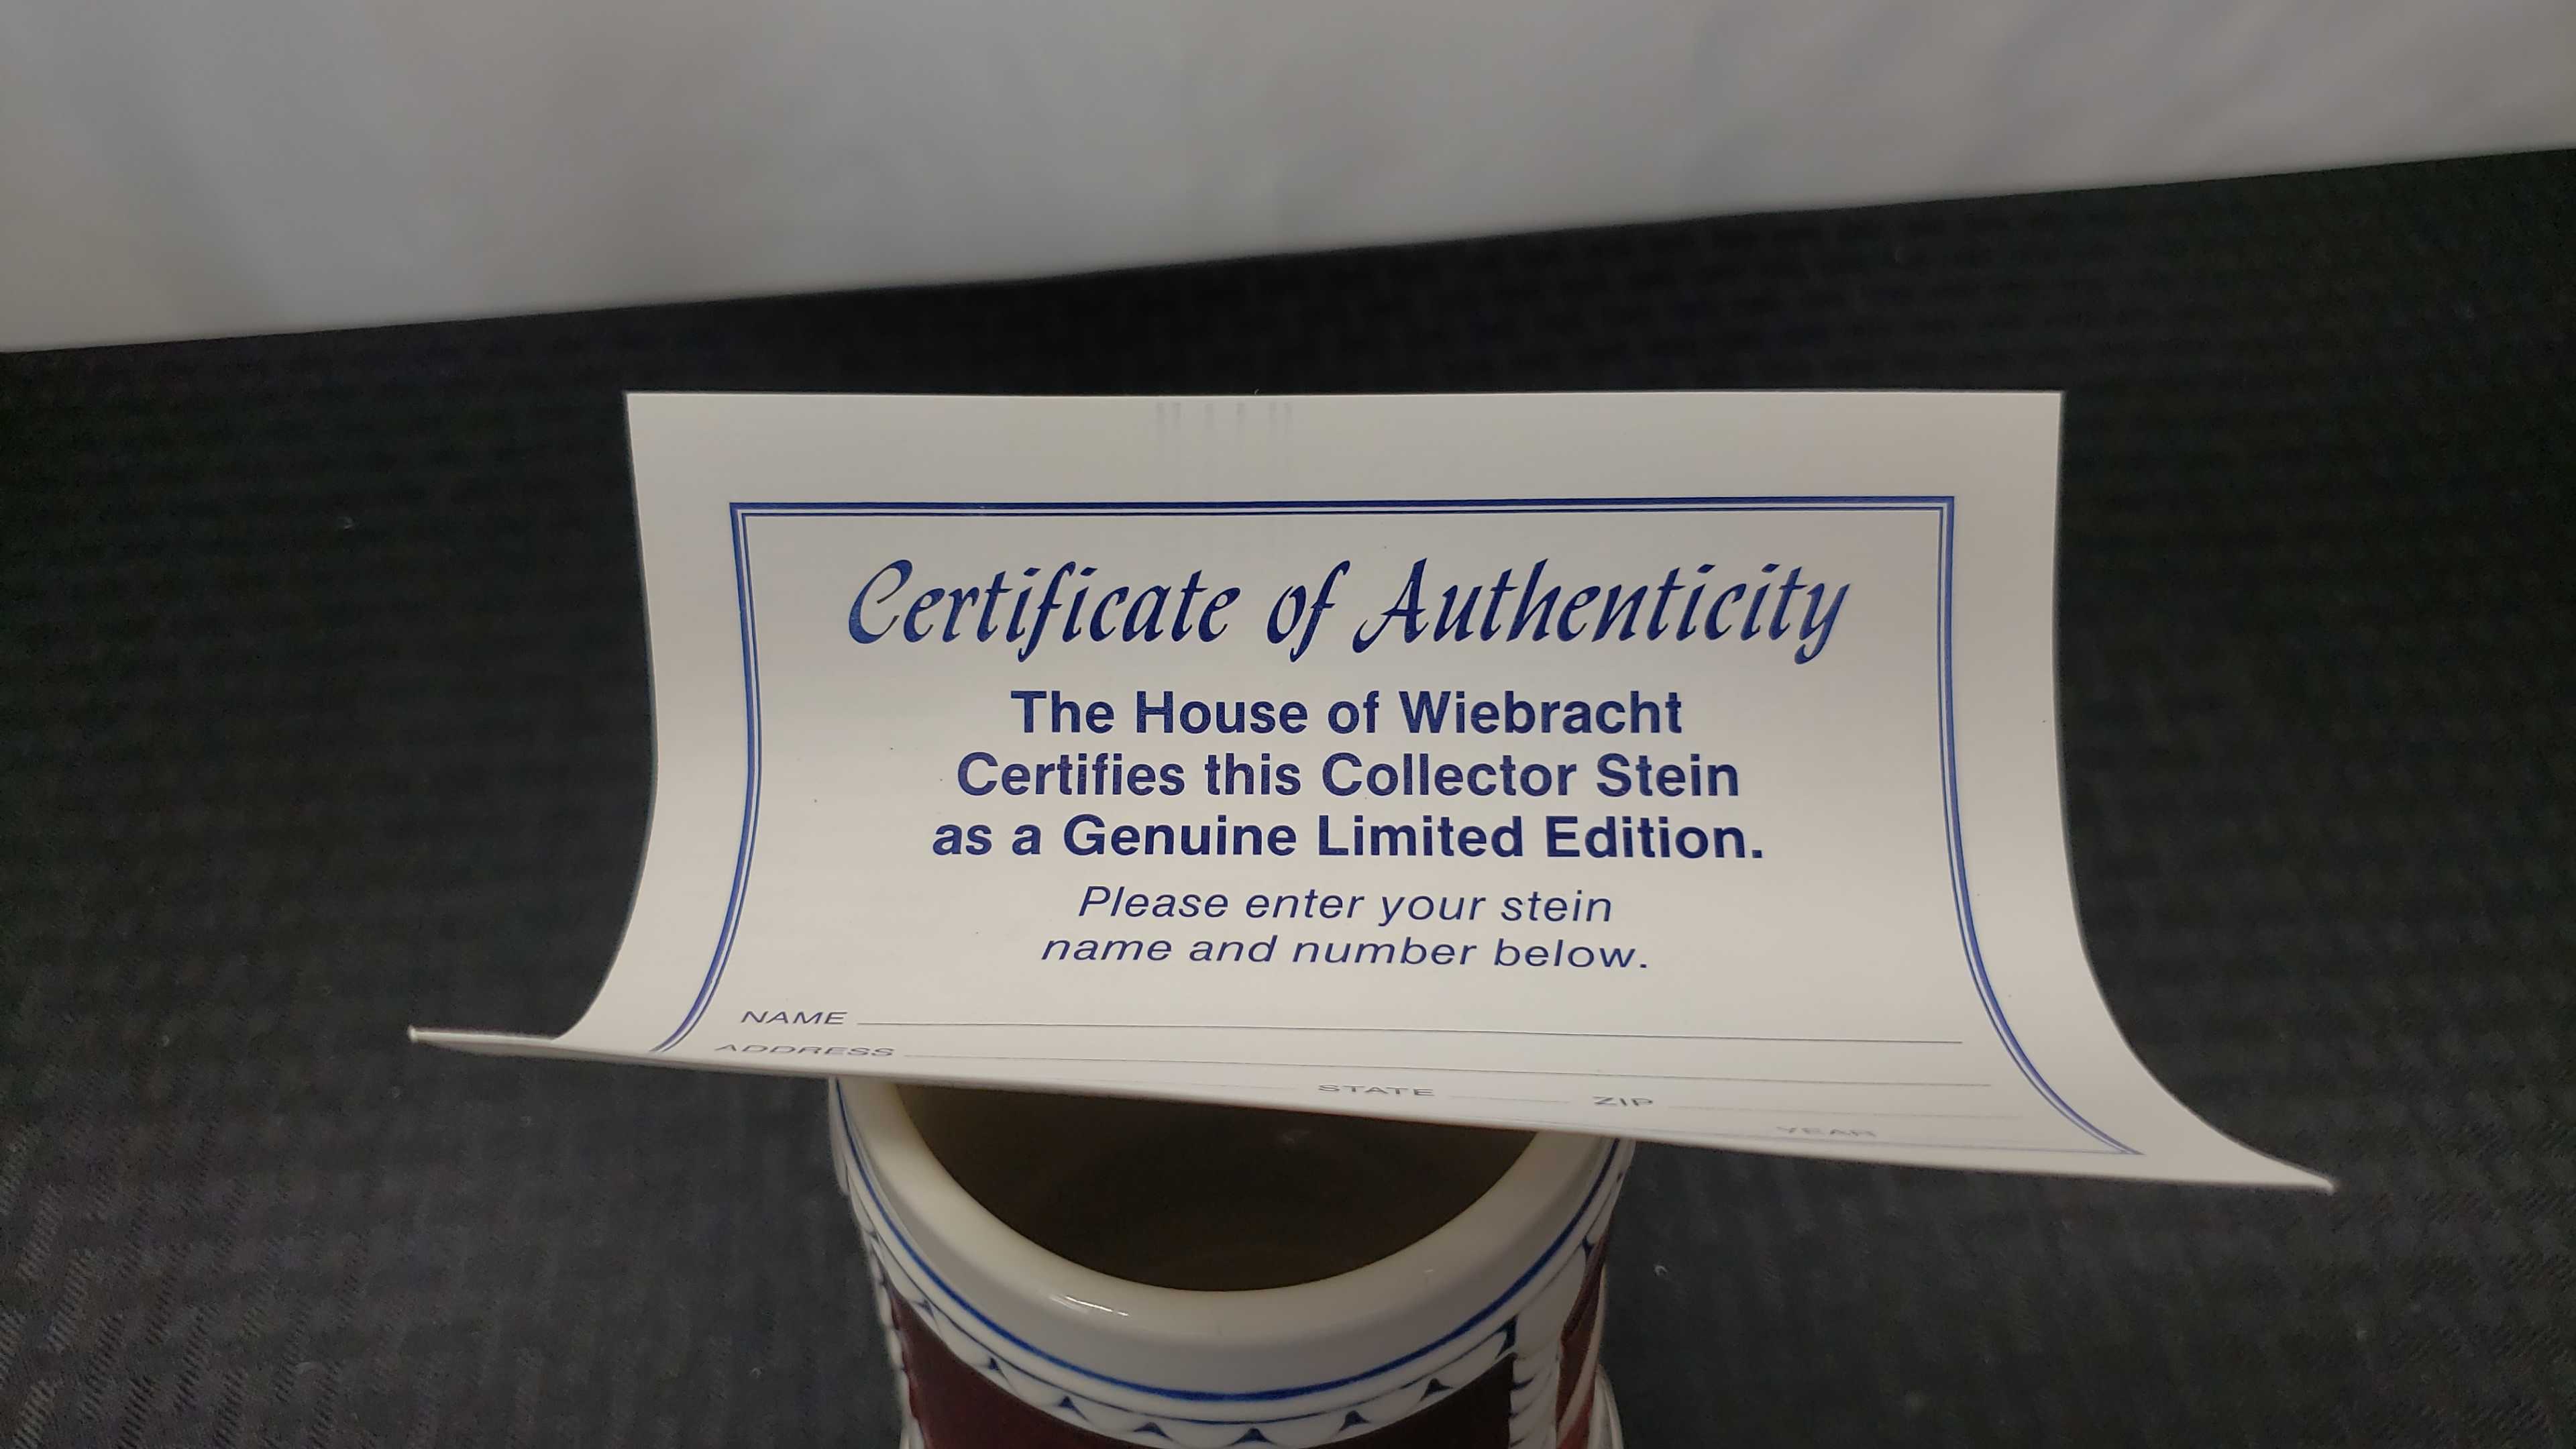 Certificate of Authenticity
The House of Wiebracht
Certifies this Collector Stein
as a Genuine Limited Edition.
Please enter your stein
name and number below.
NAME
ADDRESS
STATE ZIP
YEAR